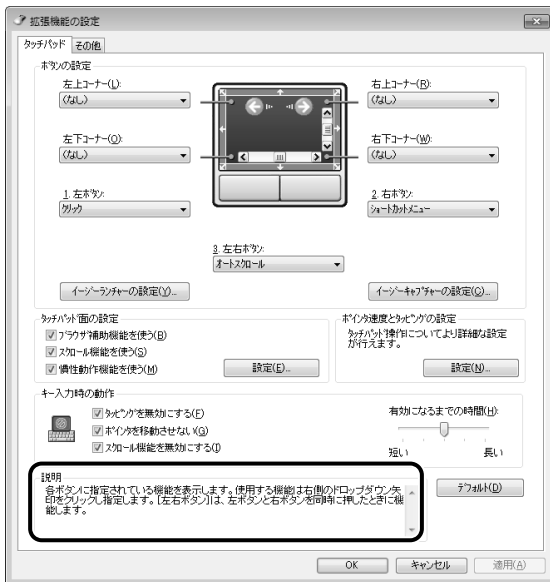 拡張機能の設定
タッチパッド その他
ボタンの設定
左上コーナー(L):
(なし)
右上コーナー(R):
(なし)
左下コーナー(O):
(なし)
右下コーナー(W):
(なし)
1. 左ボタン:
クリック
2. 右ボタン:
ショートカットメニュー
3. 左右ボタン:
オートスクロール
イージーランチャーの設定(Y)...
イージーキャプチャーの設定(C)...
タッチパッド面の設定
ブラウザ補助機能を使う(B)
スクロール機能を使う(S)
慣性動作機能を使う(M)
設定(E)...
ポインタ速度とタッピングの設定
タッチパッド操作についてより詳細な設定
が行えます。
設定(N)...
キー入力時の動作
タッピングを無効にする(F)
ポインタを移動させない(G)
スクロール機能を無効にする(I)
有効になるまでの時間(H):
短い 長い
説明
各ボタンに指定されている機能を表示します。使用する機能は右側のドロップダウン矢
印をクリックし指定します。[左右ボタン]は、左ボタンと右ボタンを同時に押したときに機
能します。
デフォルト(D)
OK キャンセル 適用(A)